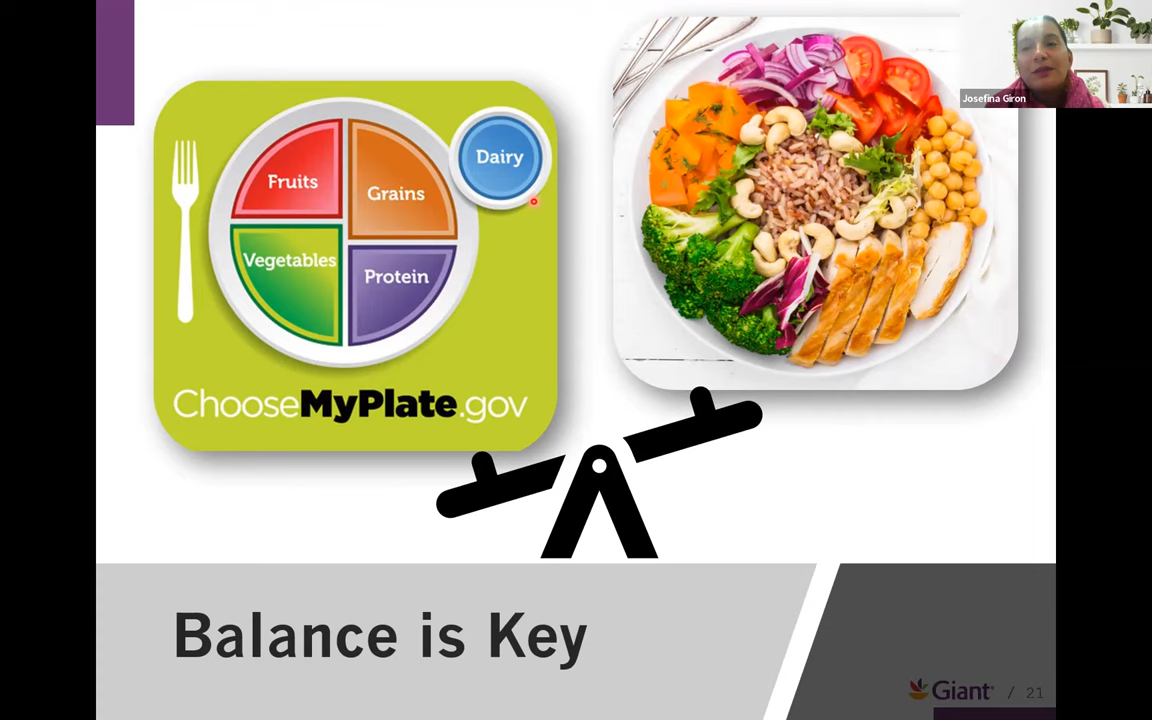 Fruits
Grains
Dairy
Vegetables
Protein
ChooseMyPlate.gov
Josefina Giron
Balance is Key
Giant / 21